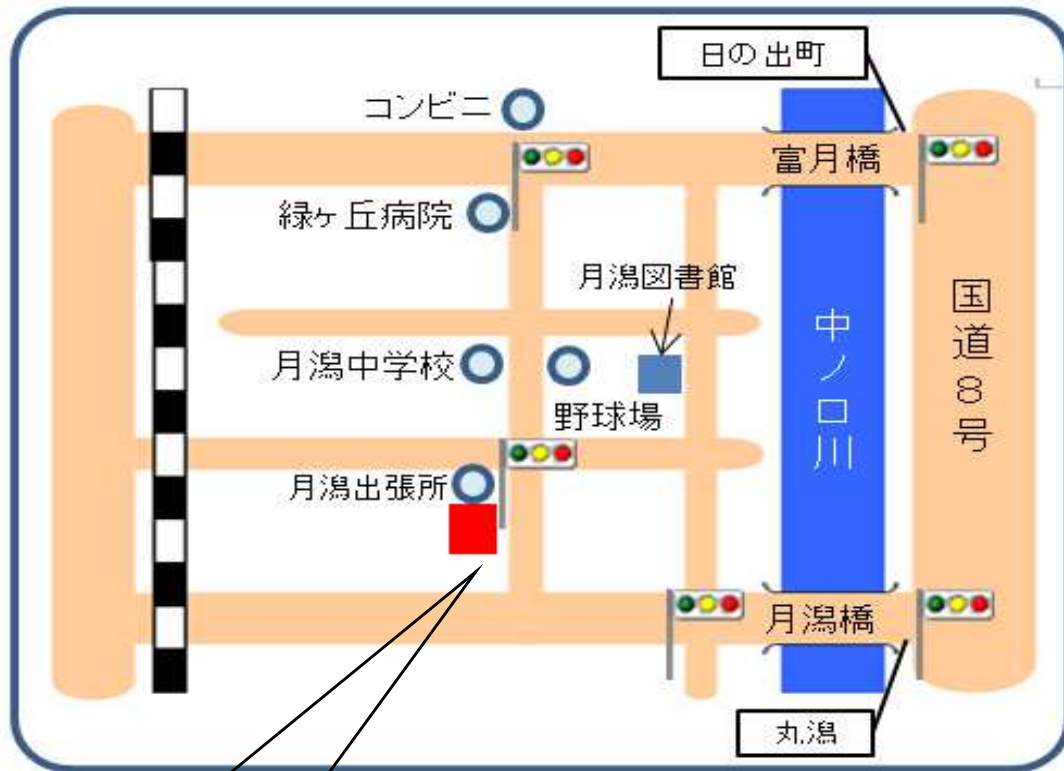 日の出町
コンビニ
富月橋
緑ヶ丘病院
月潟図書館
国道8号
中ノ口川
月潟中学校
野球場
月潟出張所
月潟橋
丸潟